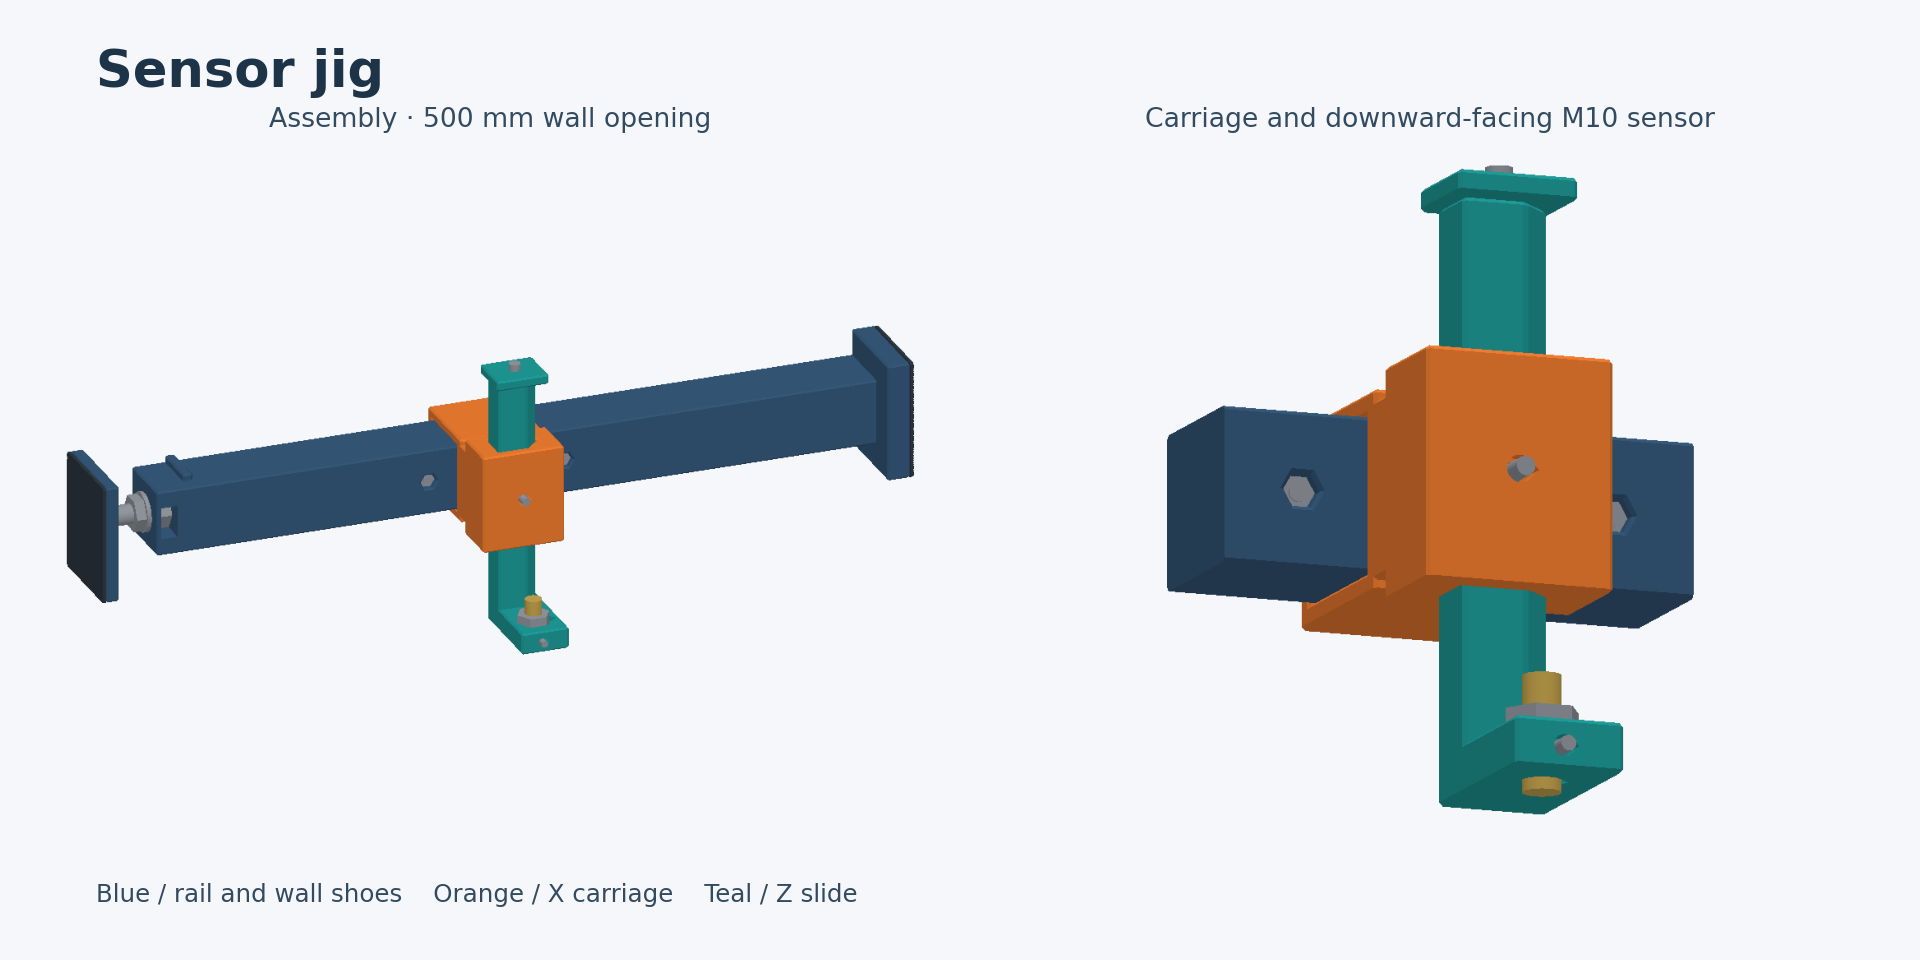 Sensor jig
Assembly · 500 mm wall opening
Carriage and downward-facing M10 sensor
Blue / rail and wall shoes    Orange / X carriage    Teal / Z slide